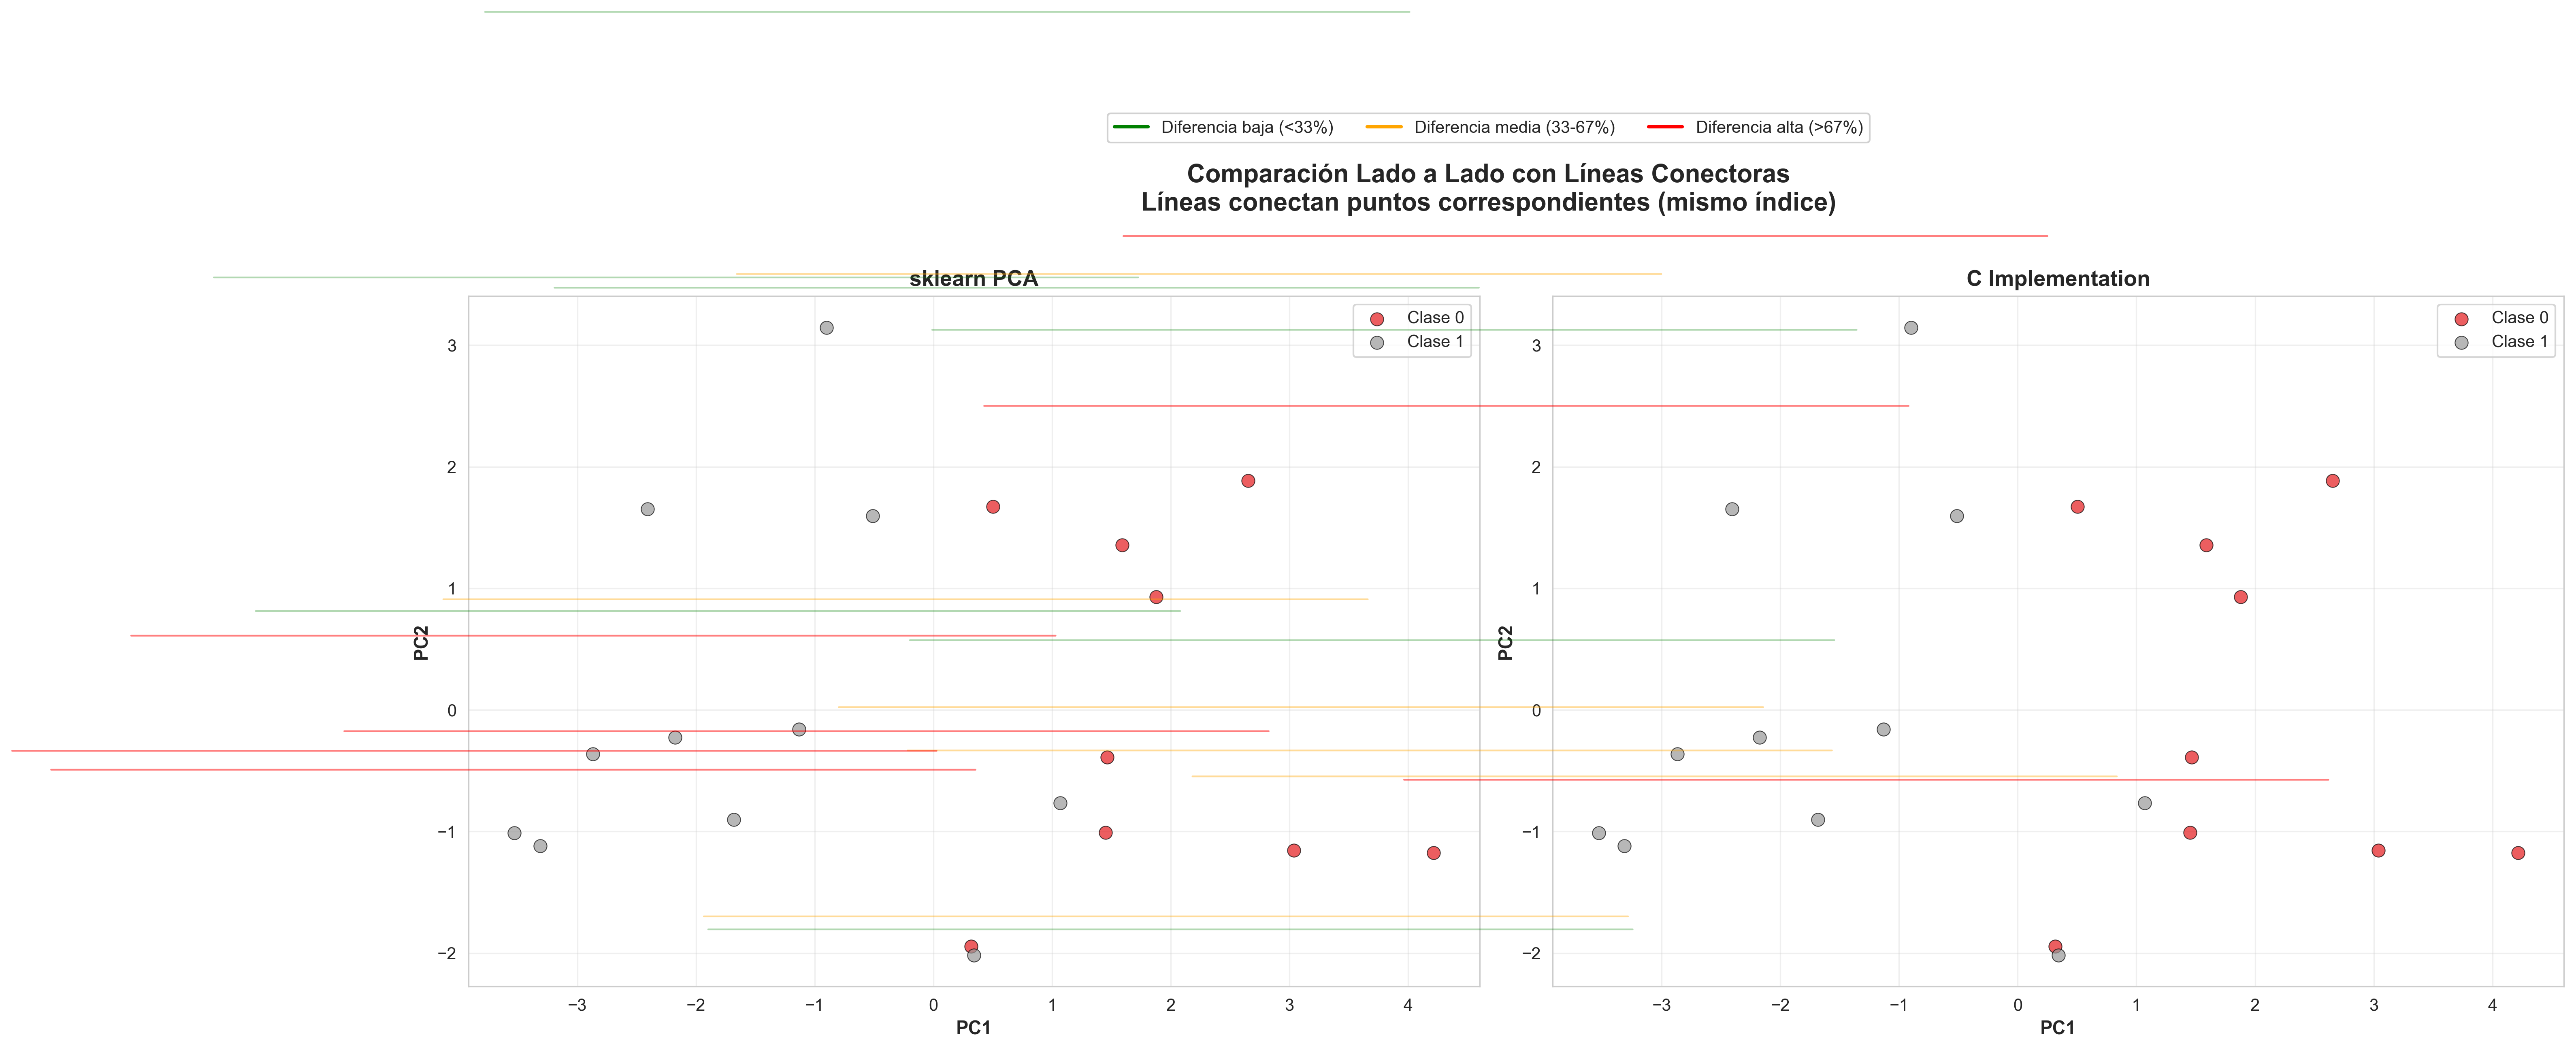 Diferencia baja (<33%) Diferencia media (33-67%) Diferencia alta (>67%)
Comparación Lado a Lado con Líneas Conectoras
Líneas conectan puntos correspondientes (mismo índice)
sklearn PCA
Clase 0
Clase 1
3
2
1
0
−1
−2
PC2
−3 −2 −1 0 1 2 3 4
PC1
C Implementation
Clase 0
Clase 1
3
2
1
0
−1
−2
PC2
−3 −2 −1 0 1 2 3 4
PC1